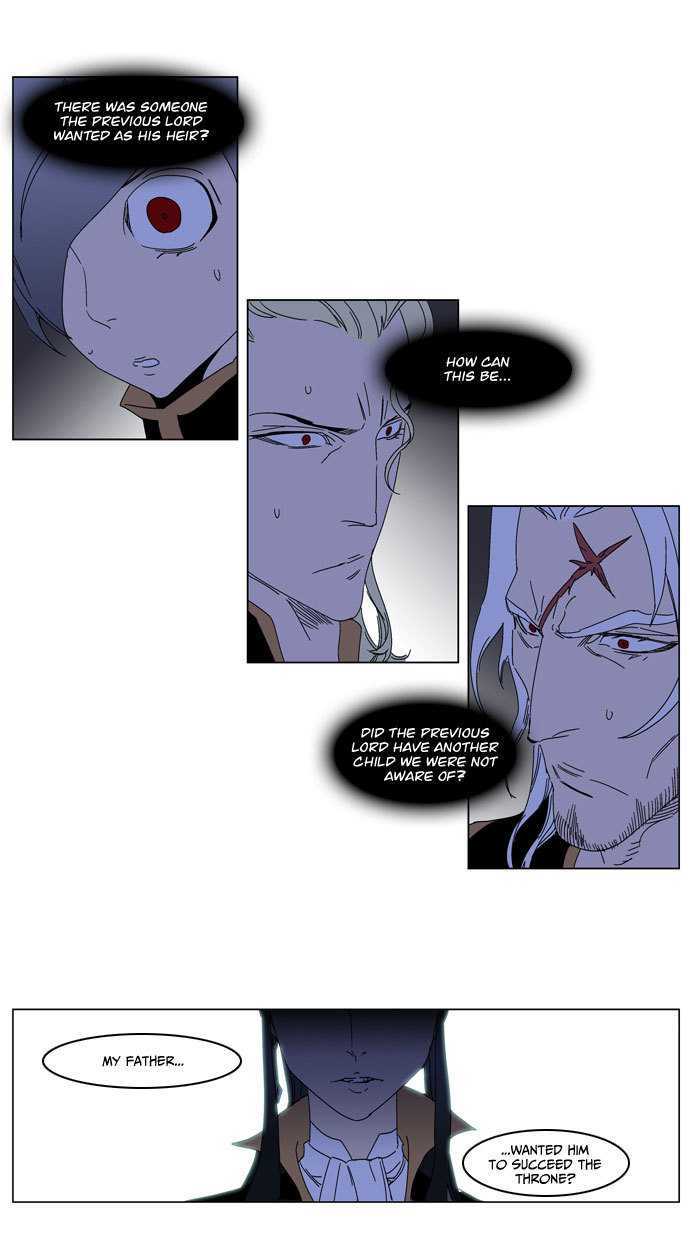 THERE WAS SOMEONE
THE PREVIOUS LORD
WANTED AS HIS HEIR?
HOW CAN
THIS BE...
DID THE PREVIOUS
LORD HAVE ANOTHER
CHILD WE WERE NOT
AWARE OF?
MY FATHER...
...WANTED HIM
TO SUCCEED THE
THRONE?